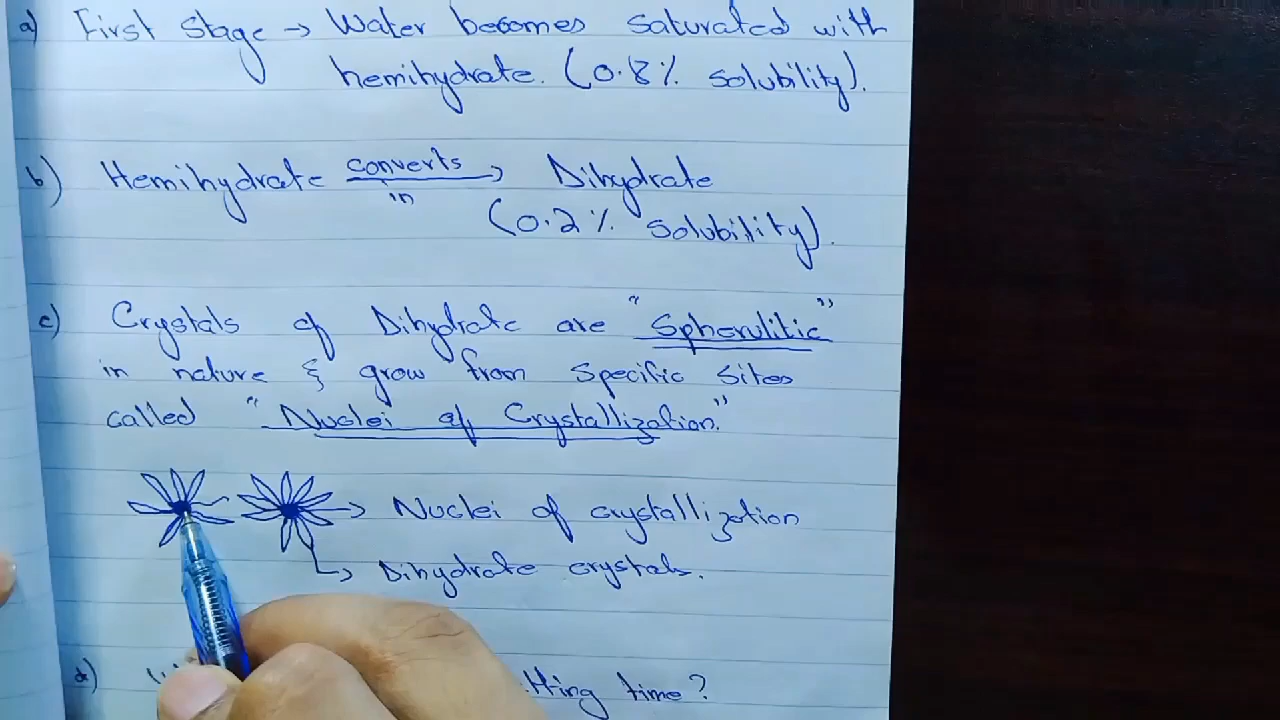 a) First Stage → Water becomes saturated with
hemihydrate. (0.8% solubility).
b) Hemihydrate converts in → Dihydrate
(0.2% solubility).
c) Crystals of Dihydrate are "Spherulitic"
in nature & grow from specific sites
called "Nuclei of Crystallization."
→ Nuclei of crystallization
→ Dihydrate crystals.
d) time?